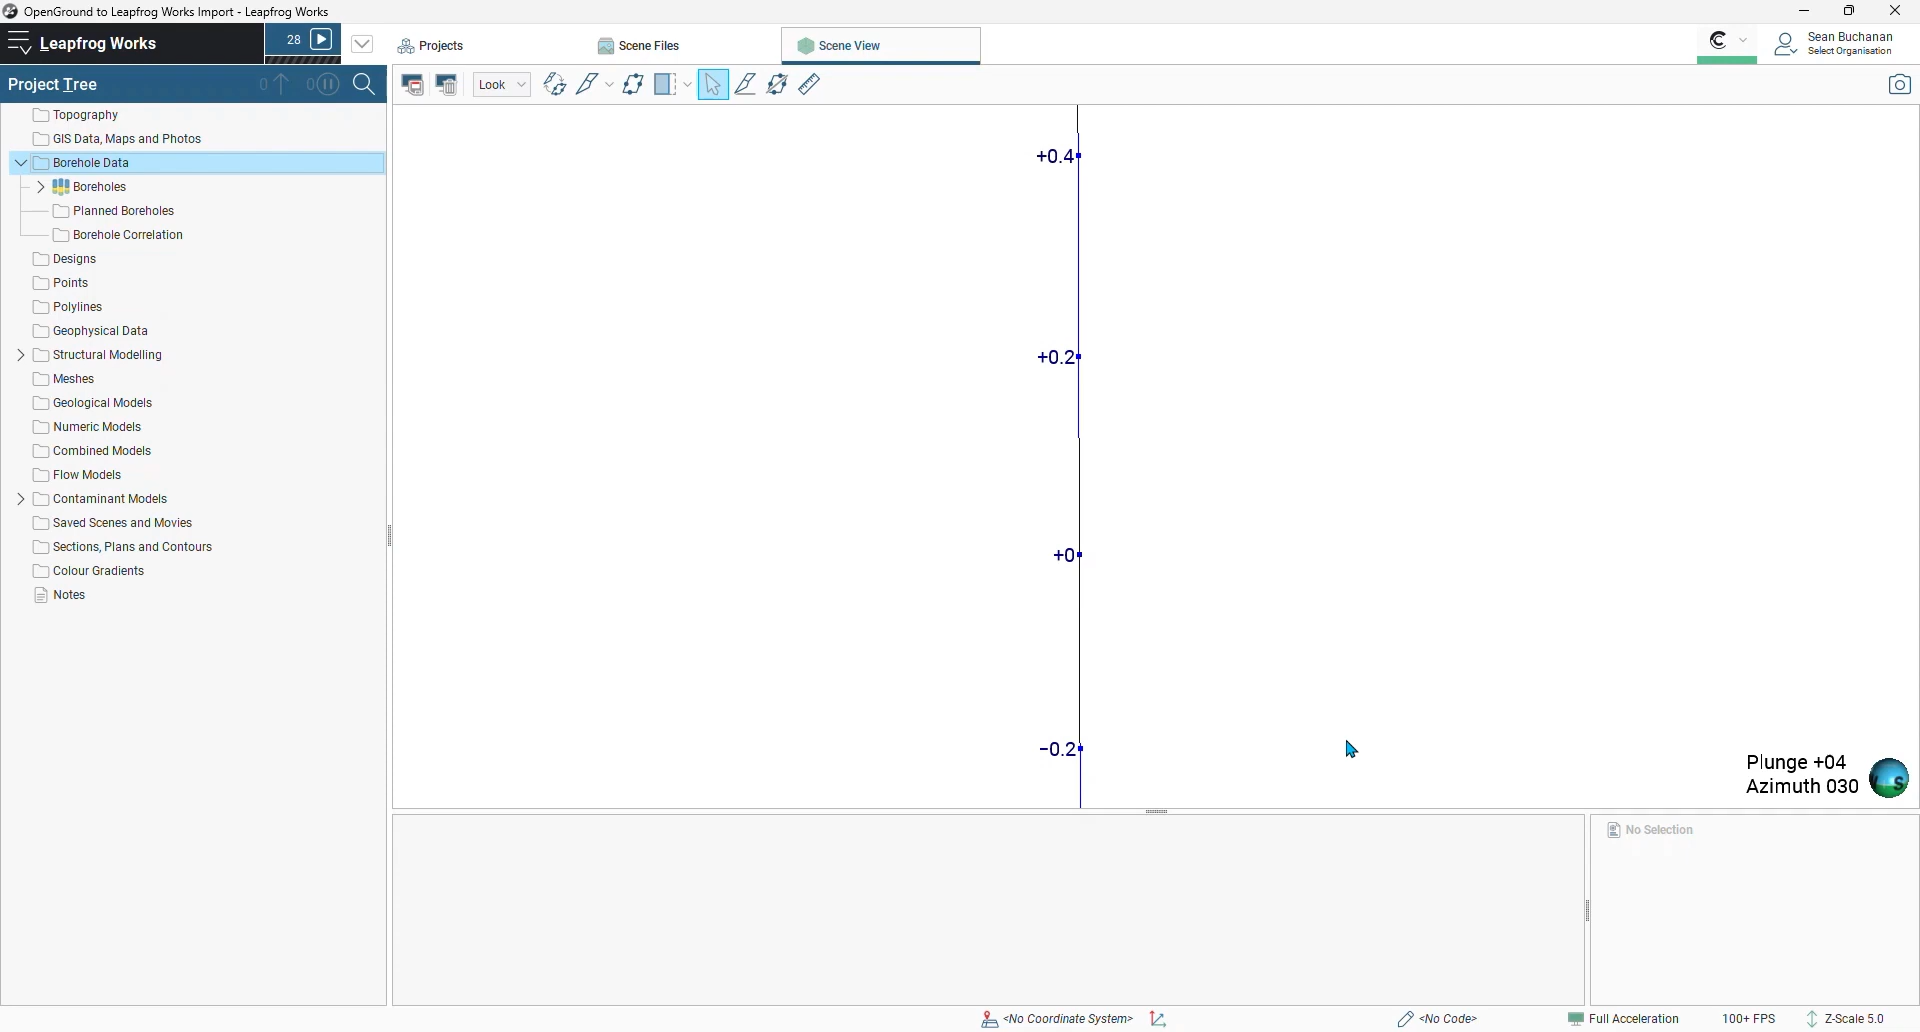 OpenGround to Leapfrog Works Import - Leapfrog Works
Leapfrog Works
28
Projects
Scene Files
Scene View
Sean Buchanan
Select Organisation
Project Tree
0
0
Look
Topography
GIS Data, Maps and Photos
Borehole Data
Boreholes
Planned Boreholes
Borehole Correlation
Designs
Points
Polylines
Geophysical Data
Structural Modelling
Meshes
Geological Models
Numeric Models
Combined Models
Flow Models
Contaminant Models
Saved Scenes and Movies
Sections, Plans and Contours
Colour Gradients
Notes
+0.4
+0.2
+0
-0.2
Plunge +04
Azimuth 030
S
No Selection
<No Coordinate System>
<No Code>
Full Acceleration
100+ FPS
Z-Scale 5.0